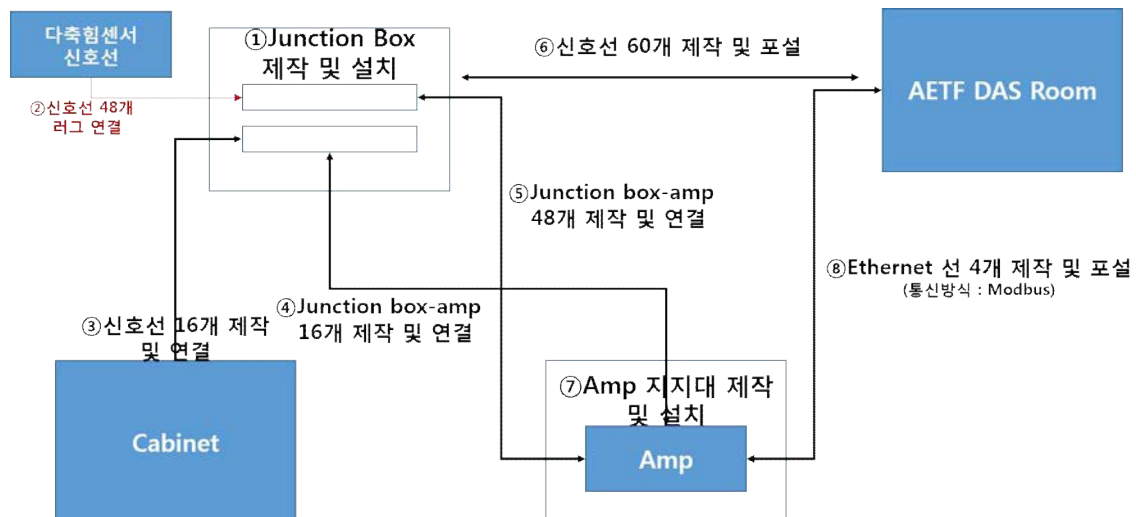 다축힘센서
신호선
①Junction Box
제작 및 설치
⑥신호선 60개 제작 및 포설
AETF DAS Room
②신호선 48개
러그 연결
⑤Junction box-amp
48개 제작 및 연결
⑧Ethernet 선 4개 제작 및 포설
(통신방식 : Modbus)
④Junction box-amp
16개 제작 및 연결
③신호선 16개 제작
및 연결
⑦Amp 지지대 제작
및 설치
Cabinet
Amp